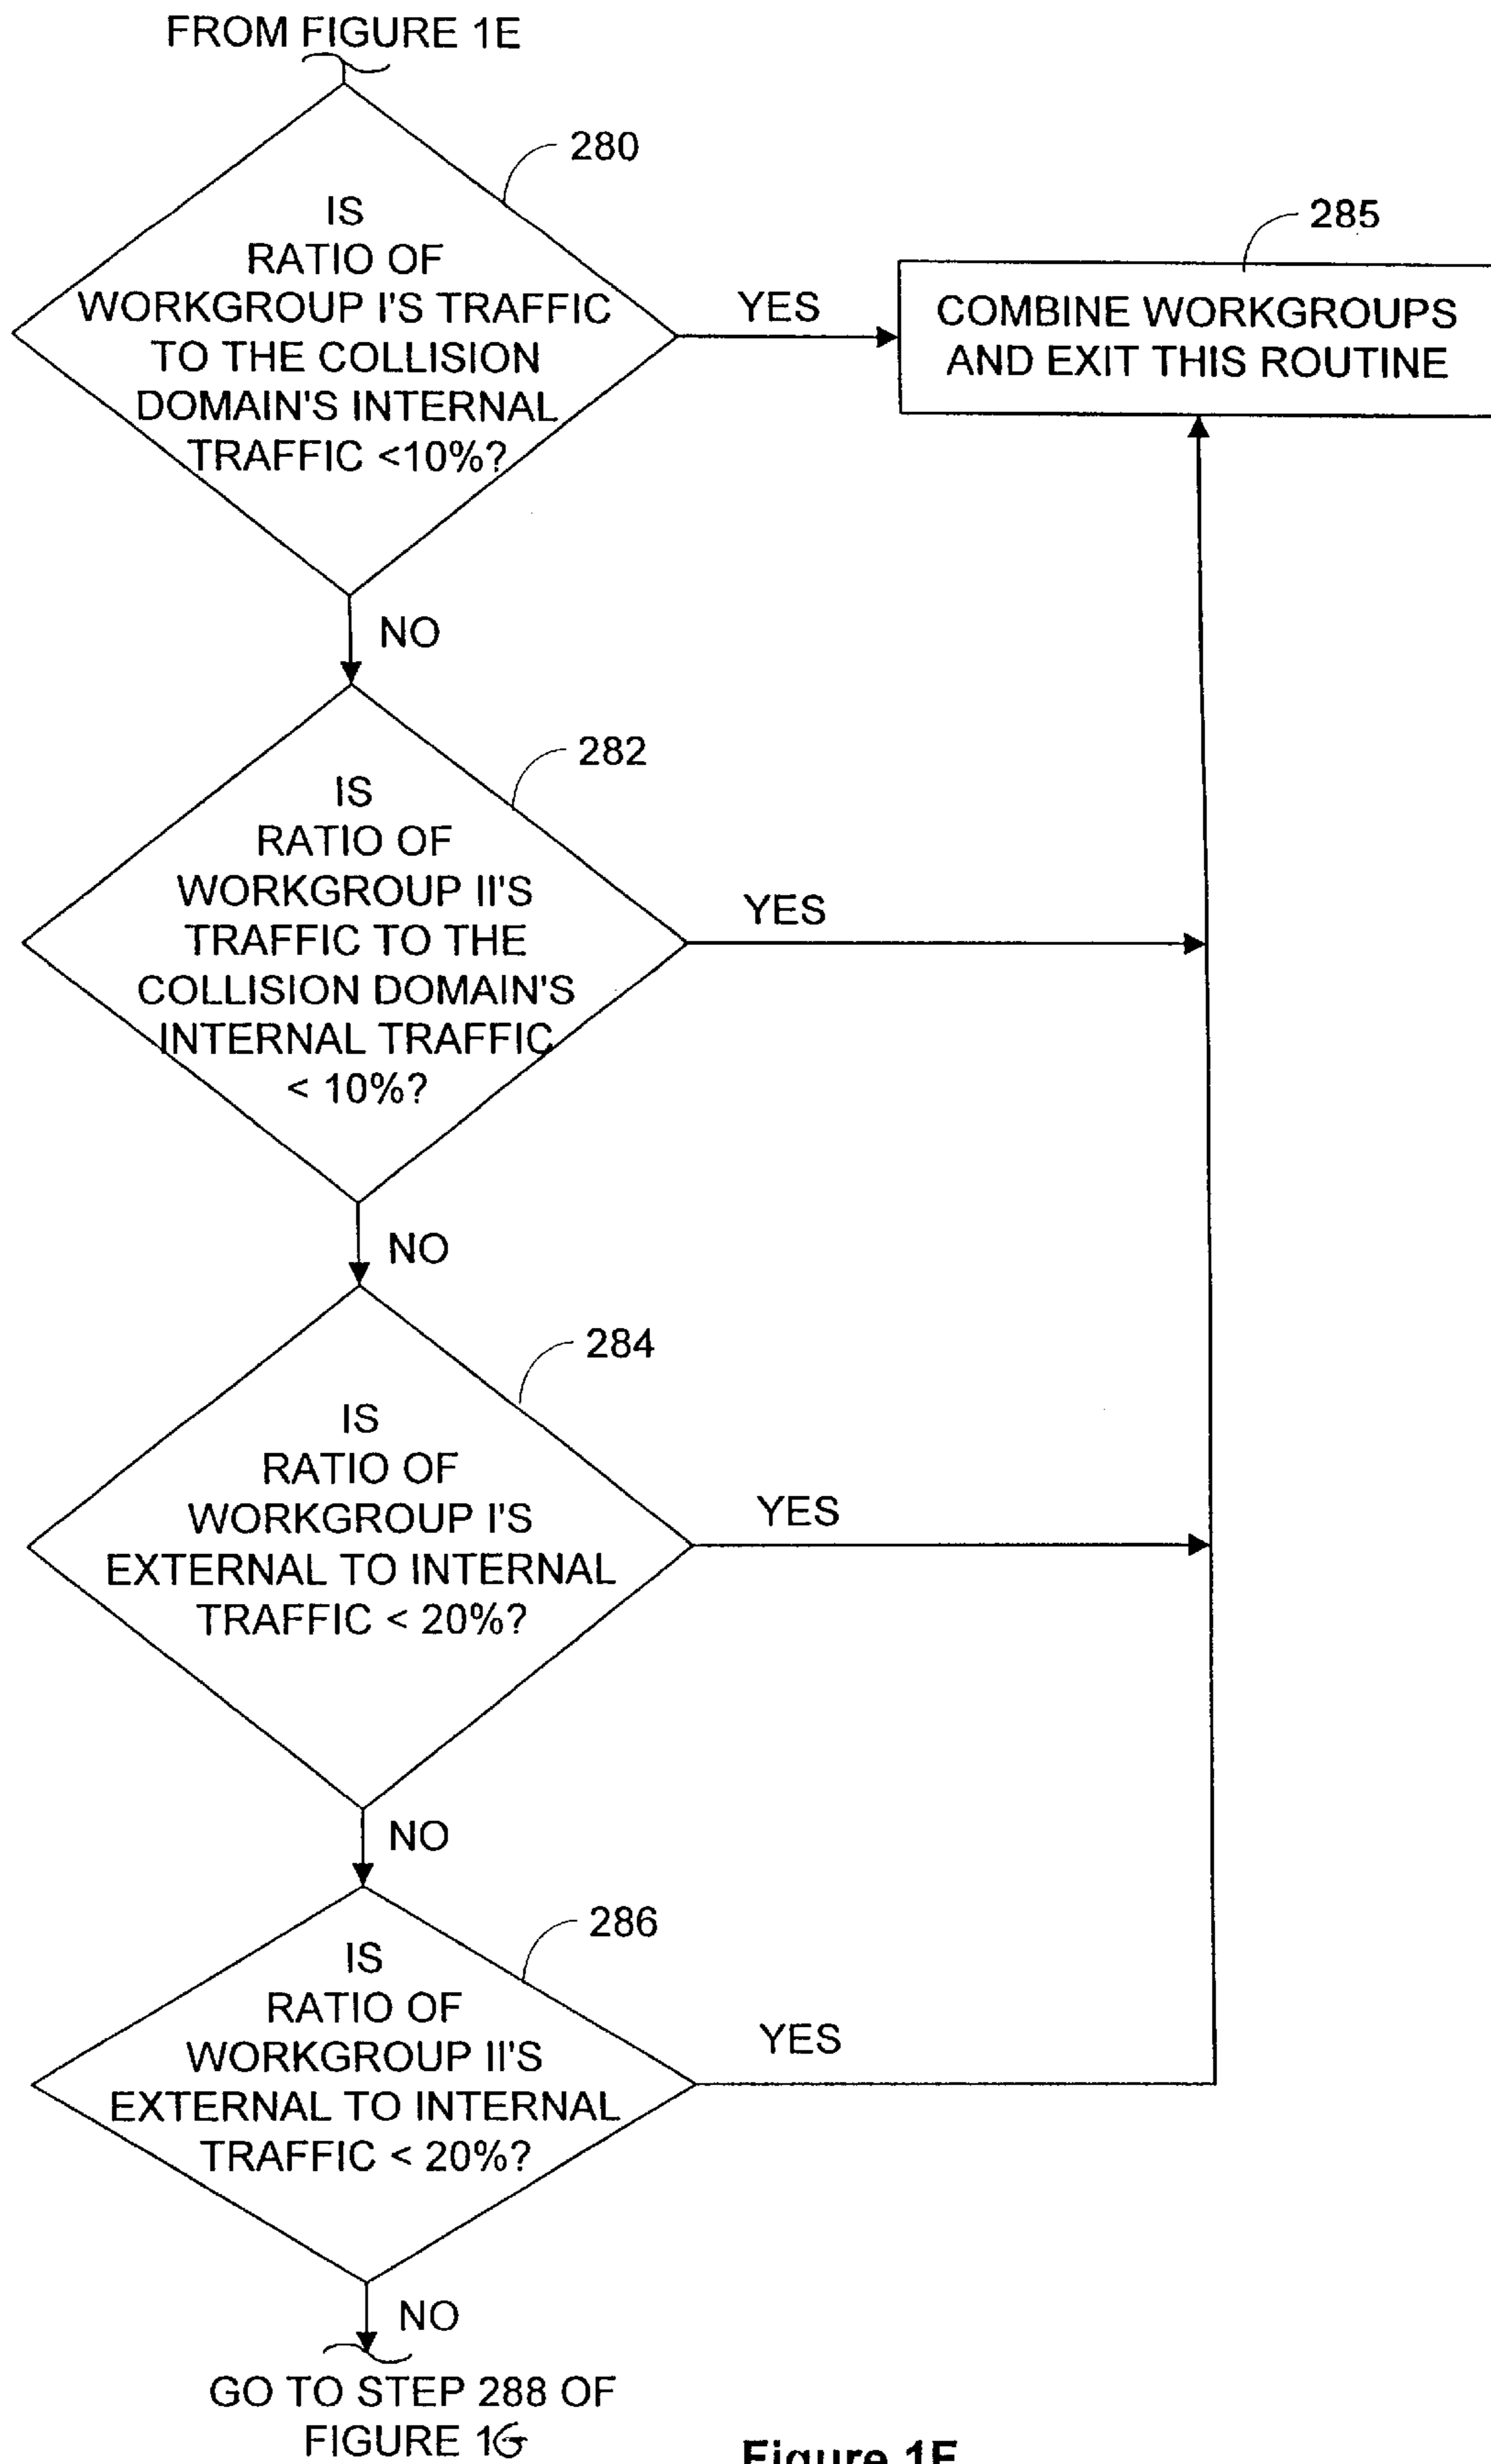 FROM FIGURE 1E
280
IS
RATIO OF
WORKGROUP I'S TRAFFIC
TO THE COLLISION
DOMAIN'S INTERNAL
TRAFFIC <10%?
YES
285
COMBINE WORKGROUPS
AND EXIT THIS ROUTINE
NO
282
IS
RATIO OF
WORKGROUP II'S
TRAFFIC TO THE
COLLISION DOMAIN'S
INTERNAL TRAFFIC
< 10%?
YES
NO
284
IS
RATIO OF
WORKGROUP I'S
EXTERNAL TO INTERNAL
TRAFFIC < 20%?
YES
NO
286
IS
RATIO OF
WORKGROUP II'S
EXTERNAL TO INTERNAL
TRAFFIC < 20%?
YES
NO
GO TO STEP 288 OF
FIGURE 1G
Figure 1F